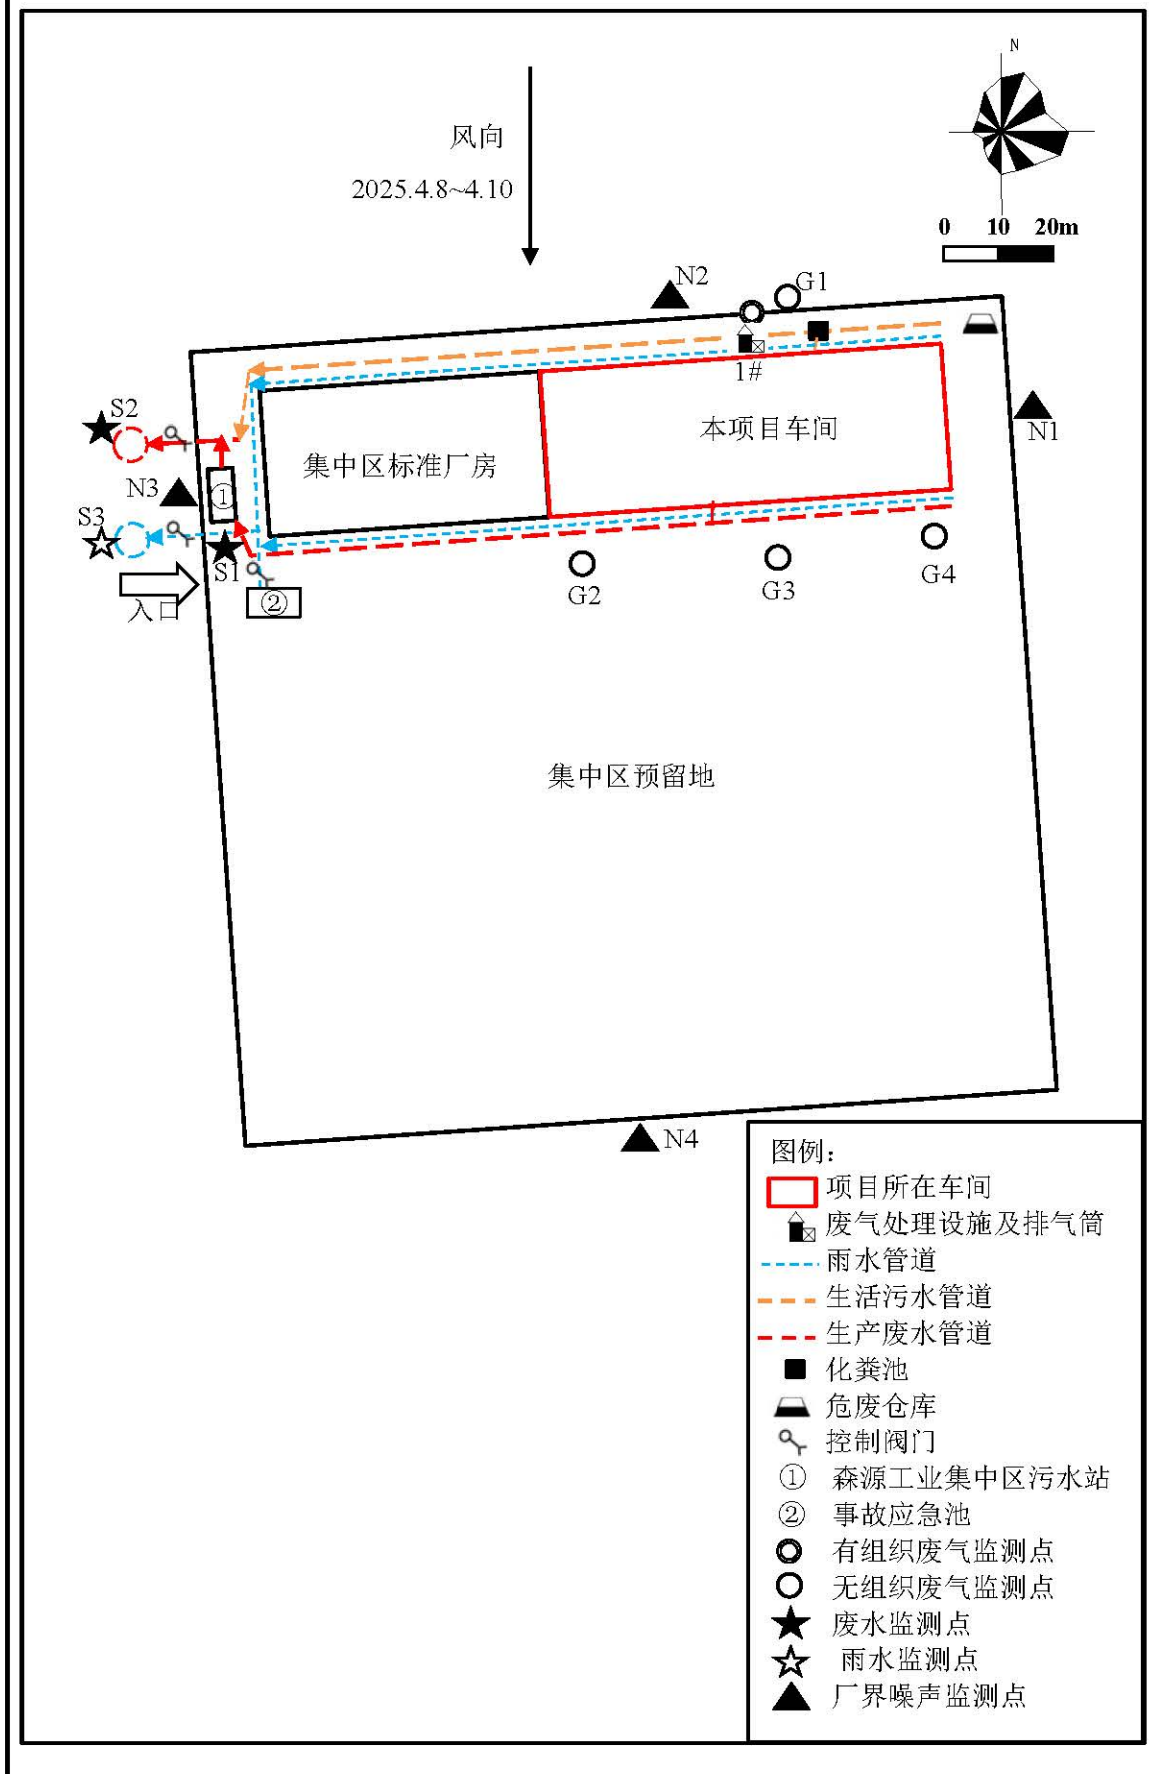 N
风向
2025.4.8~4.10
0 10 20m
N2
G1
1#
S2
本项目车间
N1
集中区标准厂房
N3
①
S3
S1
G2
G3
G4
入口
②
集中区预留地
N4
图例：
项目所在车间
废气处理设施及排气筒
雨水管道
生活污水管道
生产废水管道
化粪池
危废仓库
控制阀门
① 森源工业集中区污水站
② 事故应急池
有组织废气监测点
无组织废气监测点
废水监测点
雨水监测点
厂界噪声监测点